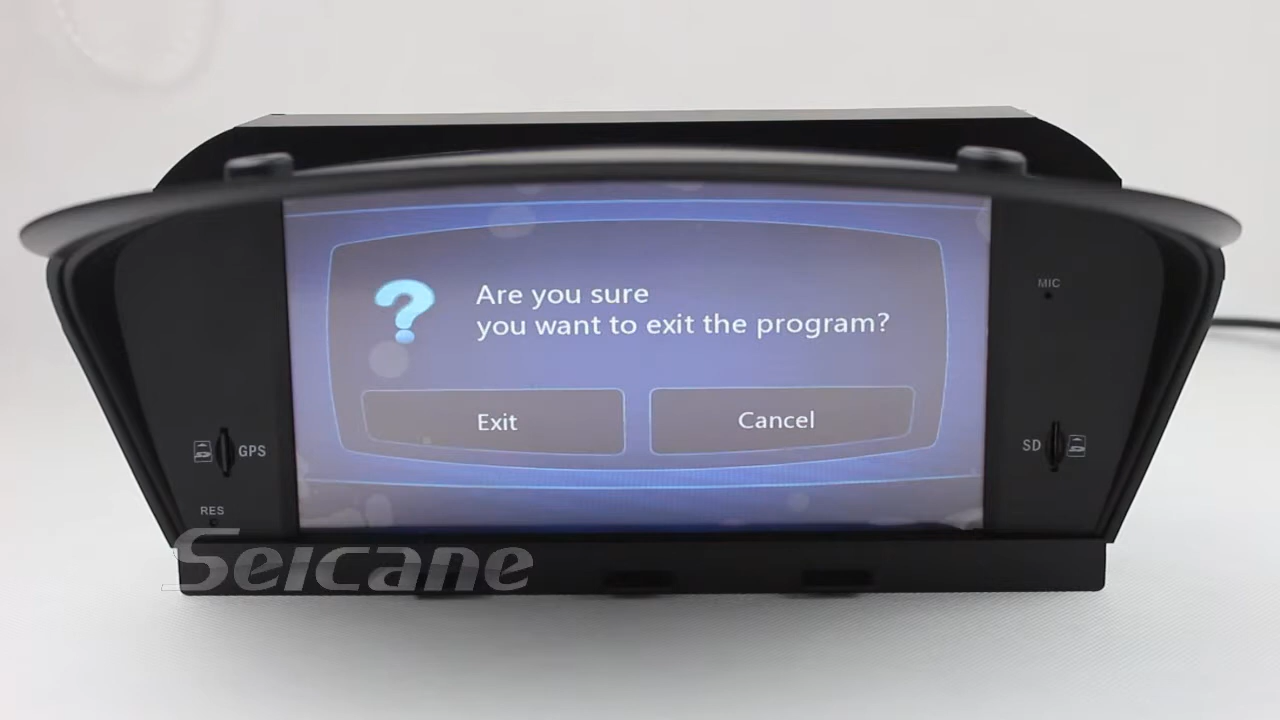 Are you sure
you want to exit the program?
Exit
Cancel
MIC
GPS
SD
RES
Seicane